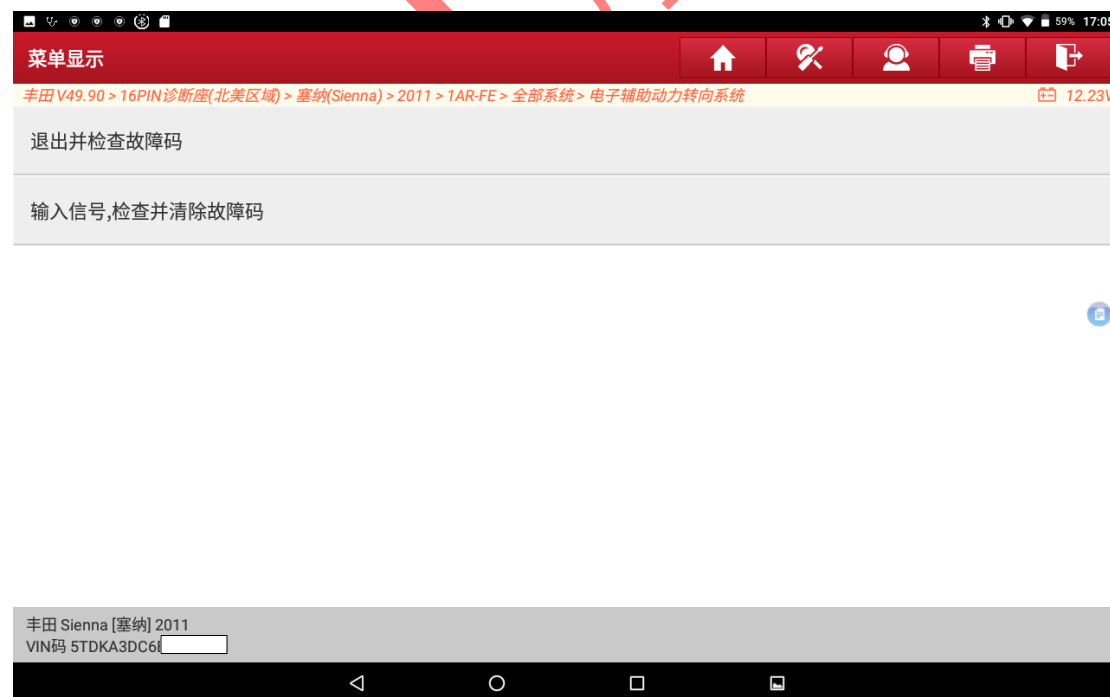 59% 17:05
菜单显示
丰田 V49.90 > 16PIN诊断座(北美区域) > 塞纳(Sienna) > 2011 > 1AR-FE > 全部系统 > 电子辅助动力转向系统
12.23V
退出并检查故障码
输入信号,检查并清除故障码
丰田 Sienna [塞纳] 2011
VIN码 5TDKA3DC6